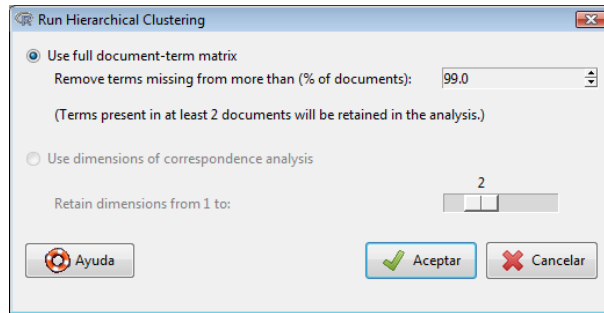 Run Hierarchical Clustering
Use full document-term matrix
Remove terms missing from more than (% of documents): 99.0
(Terms present in at least 2 documents will be retained in the analysis.)
Use dimensions of correspondence analysis
2
Retain dimensions from 1 to:
Ayuda Aceptar Cancelar